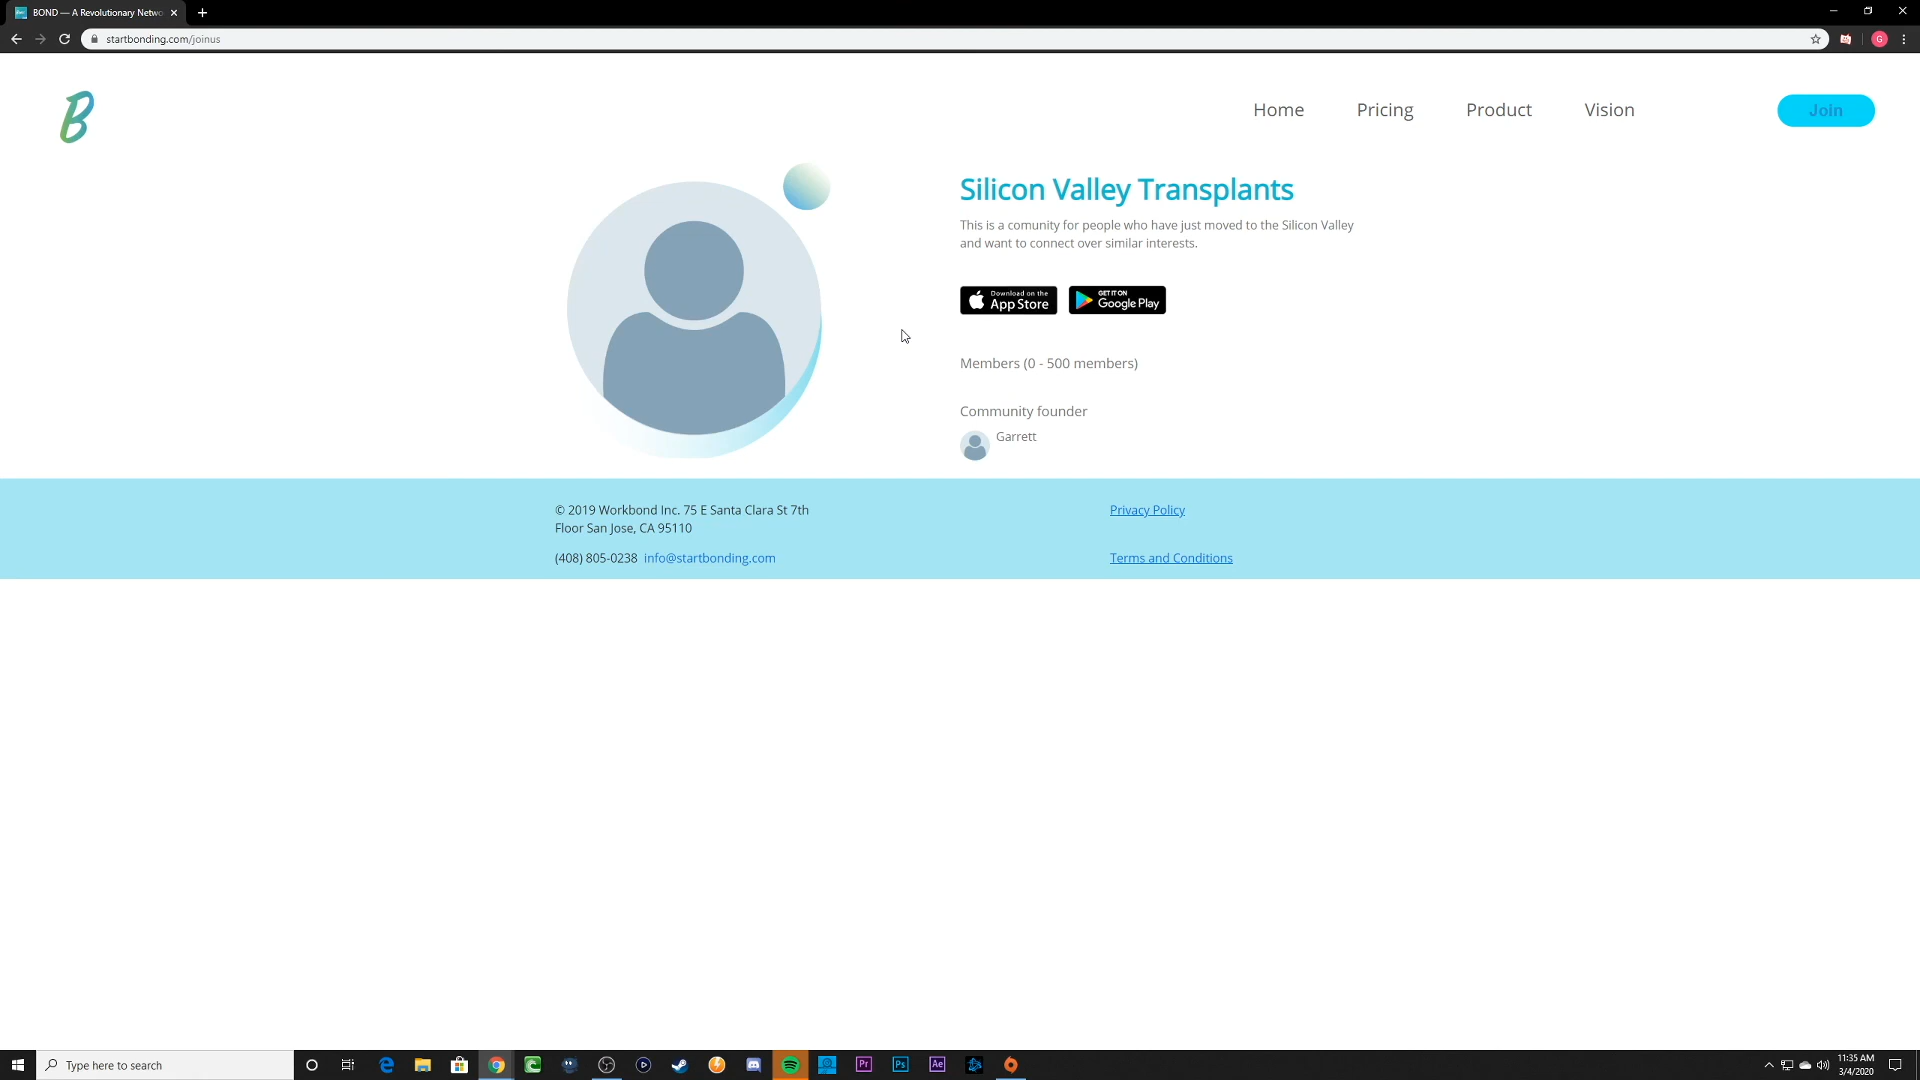 BOND — A Revolutionary Netwo
startbonding.com/joinus
G
B
Home Pricing Product Vision Join
Silicon Valley Transplants
This is a comunity for people who have just moved to the Silicon Valley
and want to connect over similar interests.
Download on the
App Store
GET IT ON
Google Play
Members (0 - 500 members)
Community founder
Garrett
© 2019 Workbond Inc. 75 E Santa Clara St 7th
Floor San Jose, CA 95110
(408) 805-0238 info@startbonding.com
Privacy Policy
Terms and Conditions
Type here to search
Pr
Ps
Ae
11:35 AM
3/4/2020